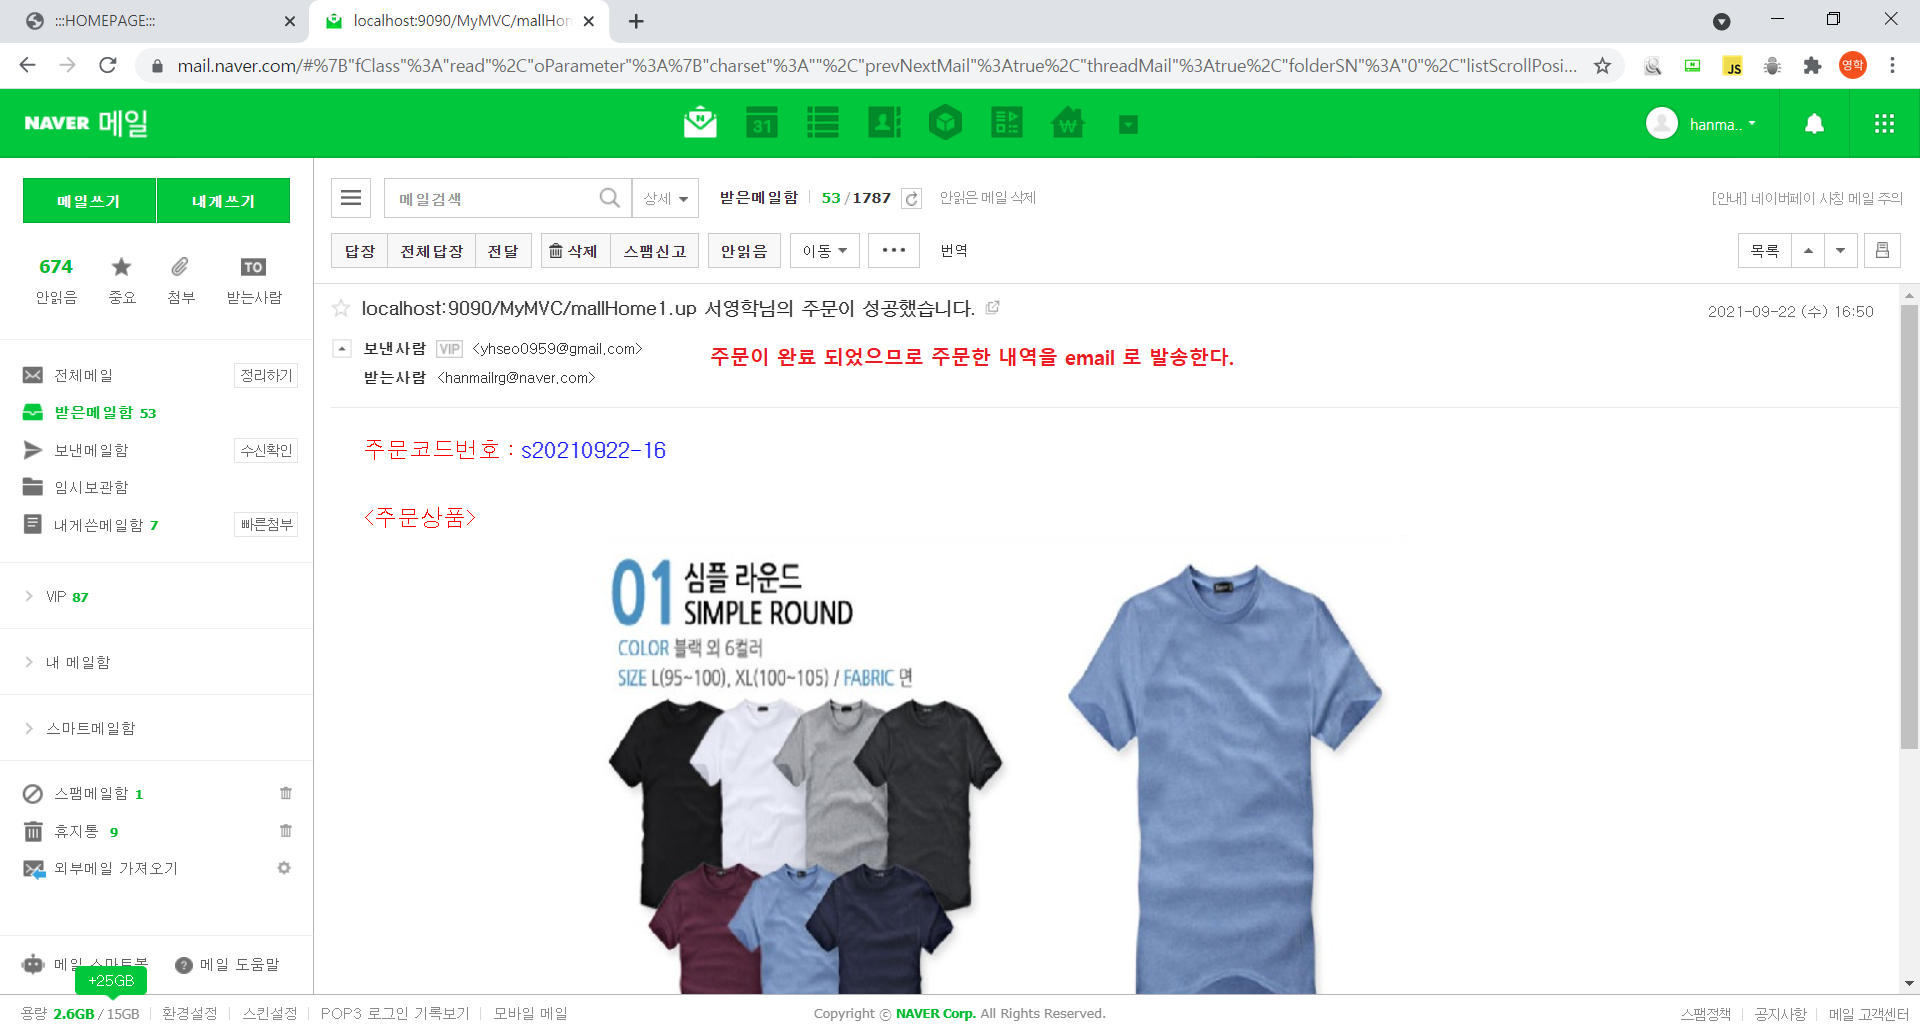 :::HOMEPAGE:::
localhost:9090/MyMVC/mallHom
mail.naver.com/#%7B"fClass"%3A"read"%2C"oParameter"%3A%7B"charset"%3A""%2C"prevNextMail"%3Atrue%2C"threadMail"%3Atrue%2C"folderSN"%3A"0"%2C"listScrollPosi...
JS
영학
NAVER 메일
31
hanma..
메일쓰기
내게쓰기
메일검색
상세
받은메일함 53/1787
안읽은 메일 삭제
[안내] 네이버페이 사칭 메일 주의
답장 전체답장 전달 삭제 스팸신고 안읽음 이동 ••• 번역
목록
674 TO
안읽음 중요 첨부 받는사람
localhost:9090/MyMVC/mallHome1.up 서영학님의 주문이 성공했습니다.
2021-09-22 (수) 16:50
보낸사람 VIP <yhseo0959@gmail.com>
받는사람 <hanmailrg@naver.com>
주문이 완료 되었으므로 주문한 내역을 email 로 발송한다.
전체메일 정리하기
받은메일함 53
보낸메일함 수신확인
임시보관함
내게쓴메일함 7 빠른첨부
VIP 87
내 메일함
스마트메일함
스팸메일함 1
휴지통 9
외부메일 가져오기
메일 스마트봇
메일 도움말
+25GB
주문코드번호 : s20210922-16
<주문상품>
01 심플 라운드
SIMPLE ROUND
COLOR 블랙 외 6컬러
SIZE L(95~100), XL(100~105) / FABRIC 면
용량 2.6GB / 15GB 환경설정 스킨설정 POP3 로그인 기록보기 모바일 메일
Copyright © NAVER Corp. All Rights Reserved.
스팸정책 공지사항 메일 고객센터